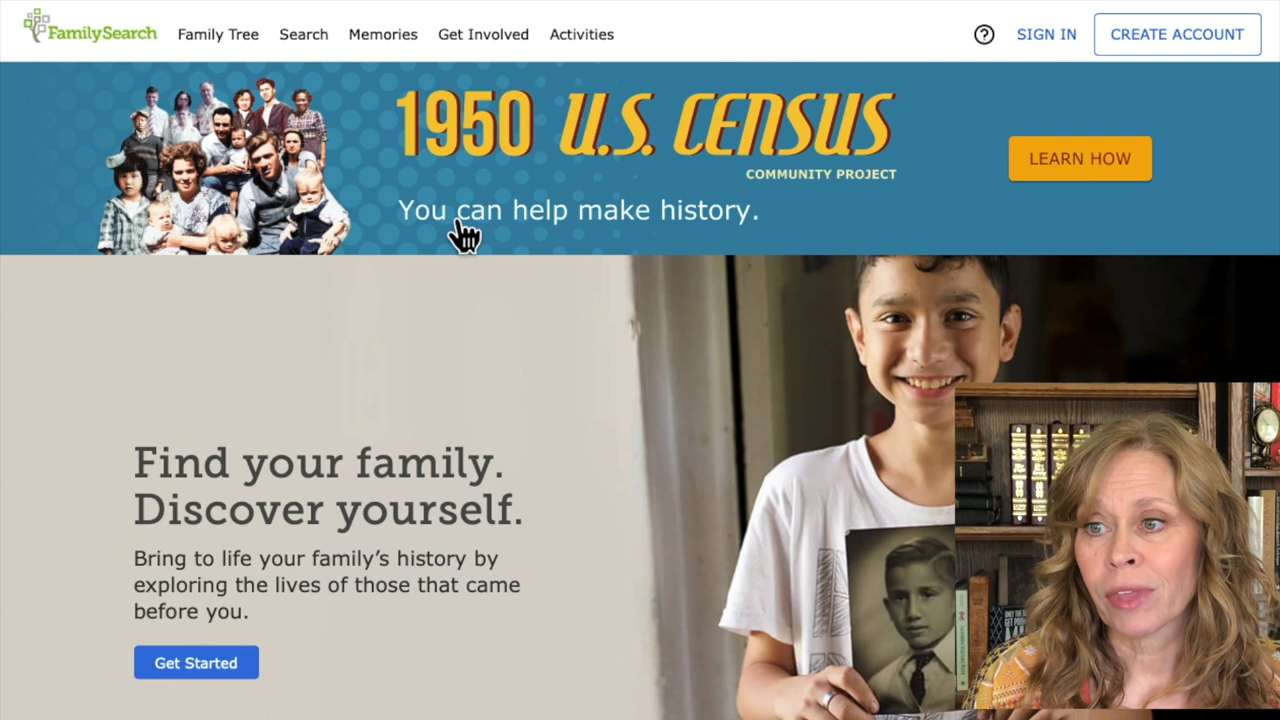 FamilySearch
Family Tree
Search
Memories
Get Involved
Activities
SIGN IN
CREATE ACCOUNT
1950 U.S. CENSUS
COMMUNITY PROJECT
You can help make history.
LEARN HOW
Find your family.
Discover yourself.
Bring to life your family's history by
exploring the lives of those that came
before you.
Get Started